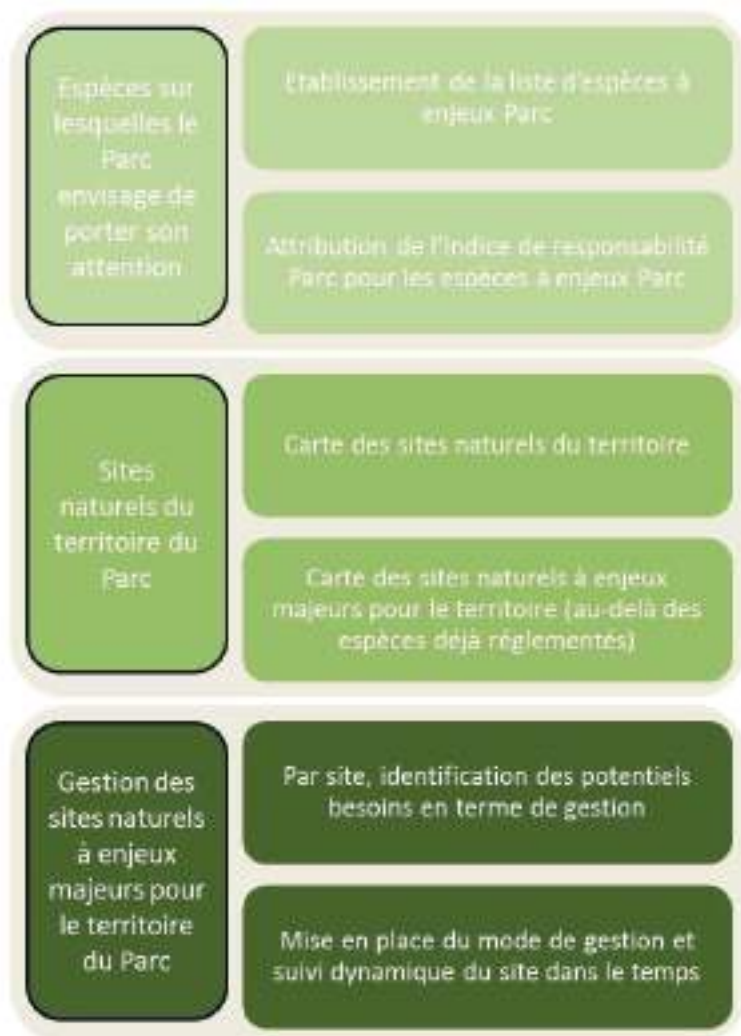 Espèces sur
lesquelles le
Parc
envisage de
porter son
attention
Etablissement de la liste d'espèces à
enjeux Parc
Attribution de l'indice de responsabilité
Parc pour les espèces à enjeux Parc
Sites
naturels du
territoire du
Parc
Carte des sites naturels du territoire
Carte des sites naturels à enjeux
majeurs pour le territoire (au-delà des
espèces déjà réglementés)
Gestion des
sites naturels
à enjeux
majeurs pour
le territoire
du Parc
Par site, identification des potentiels
besoins en terme de gestion
Mise en place du mode de gestion et
suivi dynamique du site dans le temps